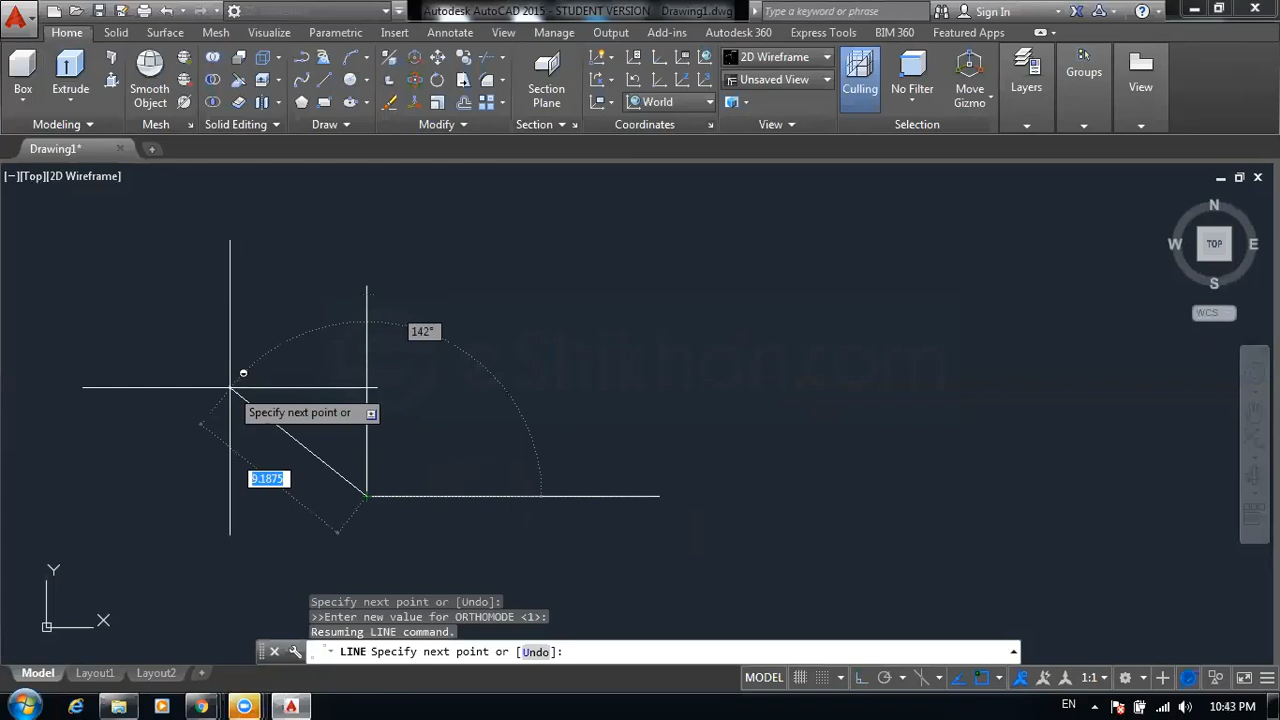 Autodesk AutoCAD 2015 - STUDENT VERSION Drawing1.dwg
Type a keyword or phrase
Sign In
Home Solid Surface Mesh Visualize Parametric Insert Annotate View Manage Output Add-ins Autodesk 360 Express Tools BIM 360 Featured Apps
2D Wireframe
Unsaved View
World
Box Extrude Smooth Object Section Plane Culling No Filter Move Gizmo Layers Groups View
Modeling Mesh Solid Editing Draw Modify Section Coordinates View Selection
Drawing1*
[−][Top][2D Wireframe]
N
W TOP E
S
WCS
142°
eShikhon.com
Specify next point or
9.1875
Y
X
Specify next point or [Undo]:
>>Enter new value for ORTHOMODE <1>:
Resuming LINE command.
LINE Specify next point or [Undo]:
Model Layout1 Layout2 +
MODEL
1:1
EN
10:43 PM